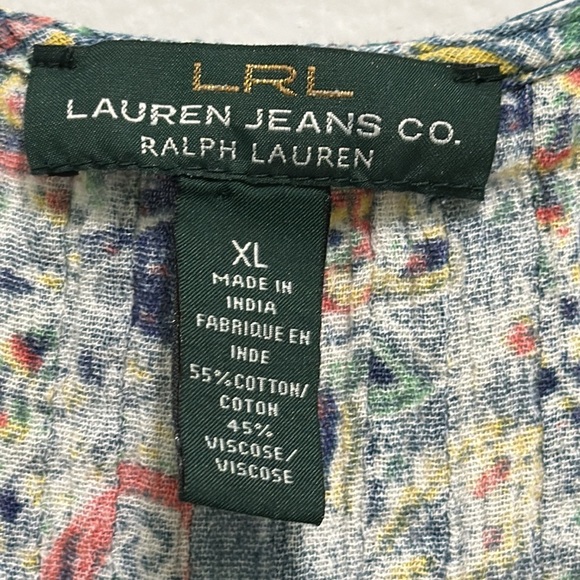 LRL
LAUREN JEANS CO.
RALPH LAUREN
XL
MADE IN
INDIA
FABRIQUE EN
INDE
55%COTTON/
COTON
45%
VISCOSE/
VISCOSE